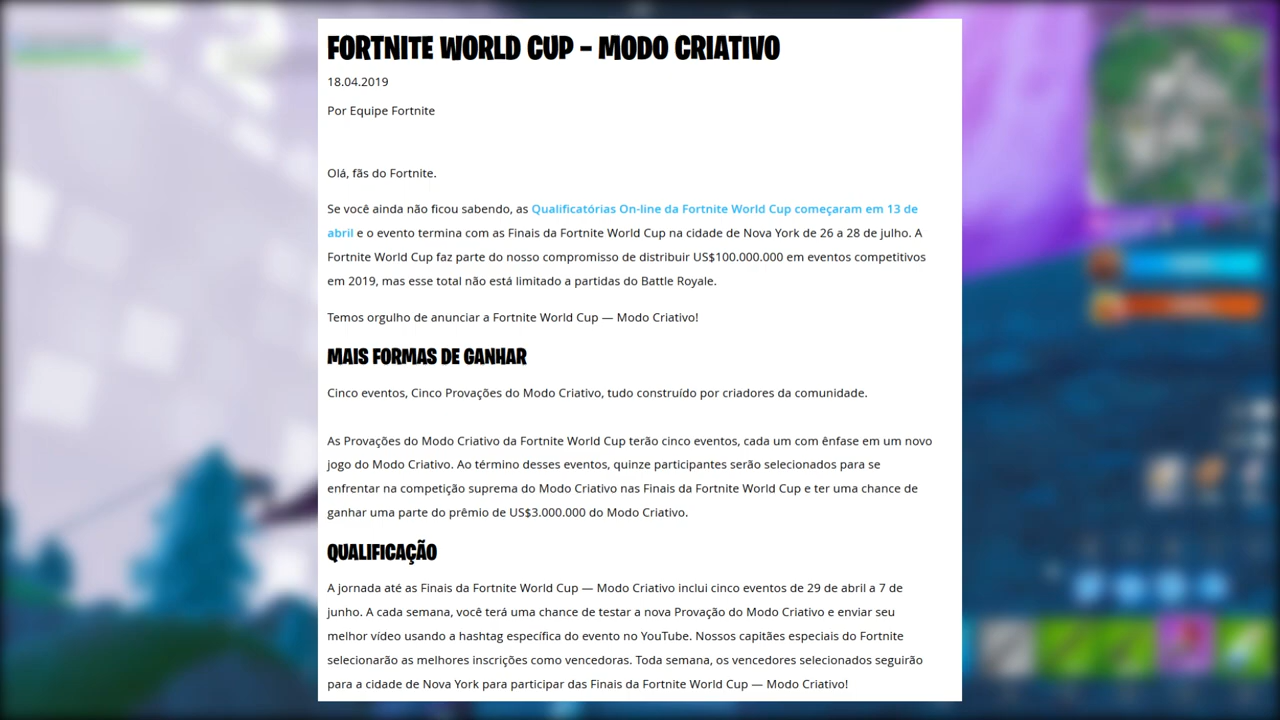 FORTNITE WORLD CUP – MODO CRIATIVO
18.04.2019
Por Equipe Fortnite
Olá, fãs do Fortnite.
Se você ainda não ficou sabendo, as Qualificatórias On-line da Fortnite World Cup começaram em 13 de
abril e o evento termina com as Finais da Fortnite World Cup na cidade de Nova York de 26 a 28 de julho. A
Fortnite World Cup faz parte do nosso compromisso de distribuir US$100.000.000 em eventos competitivos
em 2019, mas esse total não está limitado a partidas do Battle Royale.
Temos orgulho de anunciar a Fortnite World Cup — Modo Criativo!
MAIS FORMAS DE GANHAR
Cinco eventos, Cinco Provações do Modo Criativo, tudo construído por criadores da comunidade.
As Provações do Modo Criativo da Fortnite World Cup terão cinco eventos, cada um com ênfase em um novo
jogo do Modo Criativo. Ao término desses eventos, quinze participantes serão selecionados para se
enfrentar na competição suprema do Modo Criativo nas Finais da Fortnite World Cup e ter uma chance de
ganhar uma parte do prêmio de US$3.000.000 do Modo Criativo.
QUALIFICAÇÃO
A jornada até as Finais da Fortnite World Cup — Modo Criativo inclui cinco eventos de 29 de abril a 7 de
junho. A cada semana, você terá uma chance de testar a nova Provação do Modo Criativo e enviar seu
melhor vídeo usando a hashtag específica do evento no YouTube. Nossos capitães especiais do Fortnite
selecionarão as melhores inscrições como vencedoras. Toda semana, os vencedores selecionados seguirão
para a cidade de Nova York para participar das Finais da Fortnite World Cup — Modo Criativo!